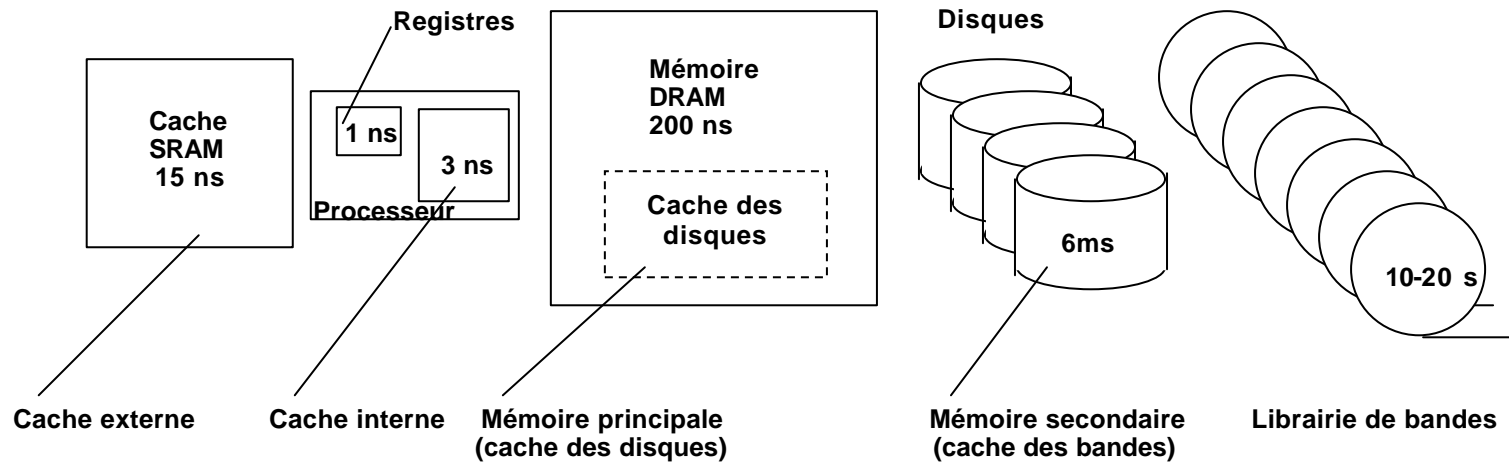 Registres
Disques
Cache
SRAM
15 ns
1 ns
3 ns
Processeur
Mémoire
DRAM
200 ns
Cache des
disques
6ms
10-20 s
Cache externe
Cache interne
Mémoire principale
(cache des disques)
Mémoire secondaire
(cache des bandes)
Librairie de bandes